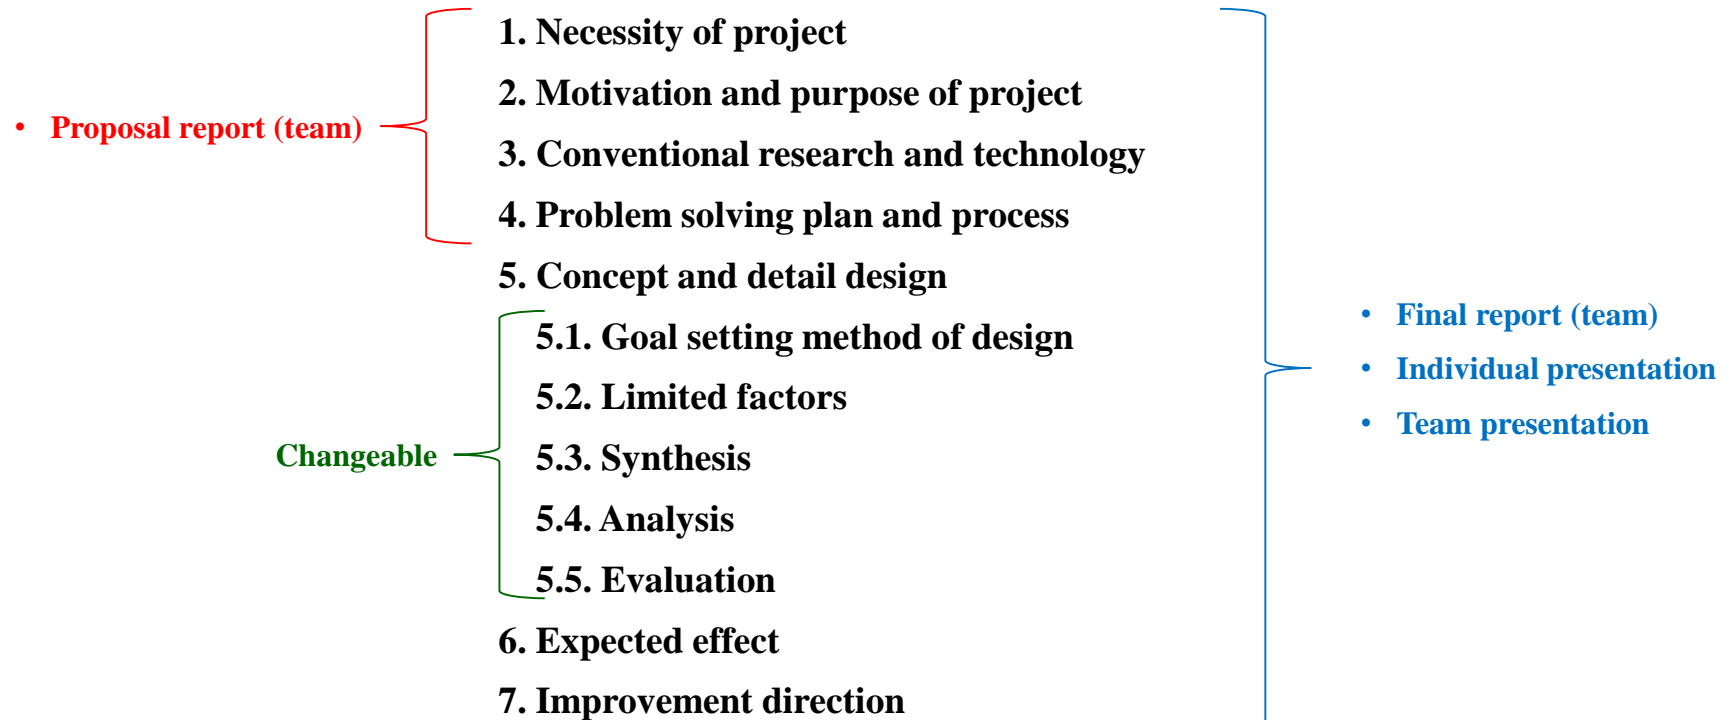 1. Necessity of project
2. Motivation and purpose of project
• Proposal report (team)
3. Conventional research and technology
4. Problem solving plan and process
5. Concept and detail design
5.1. Goal setting method of design
5.2. Limited factors
Changeable
5.3. Synthesis
5.4. Analysis
5.5. Evaluation
6. Expected effect
7. Improvement direction
• Final report (team)
• Individual presentation
• Team presentation